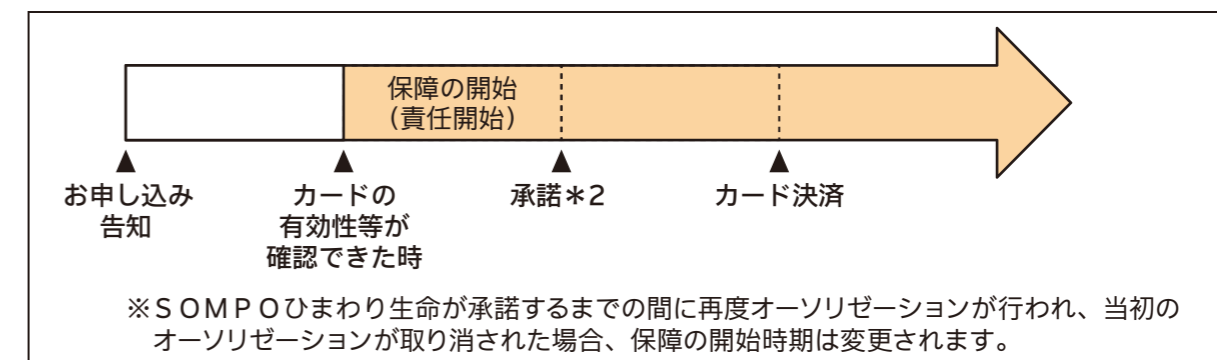 保障の開始
（責任開始）
▲ ▲ ▲ ▲
お申し込み カードの 承諾＊2 カード決済
告知 有効性等が
確認できた時
※ＳＯＭＰＯひまわり生命が承諾するまでの間に再度オーソリゼーションが行われ、当初の
オーソリゼーションが取り消された場合、保障の開始時期は変更されます。